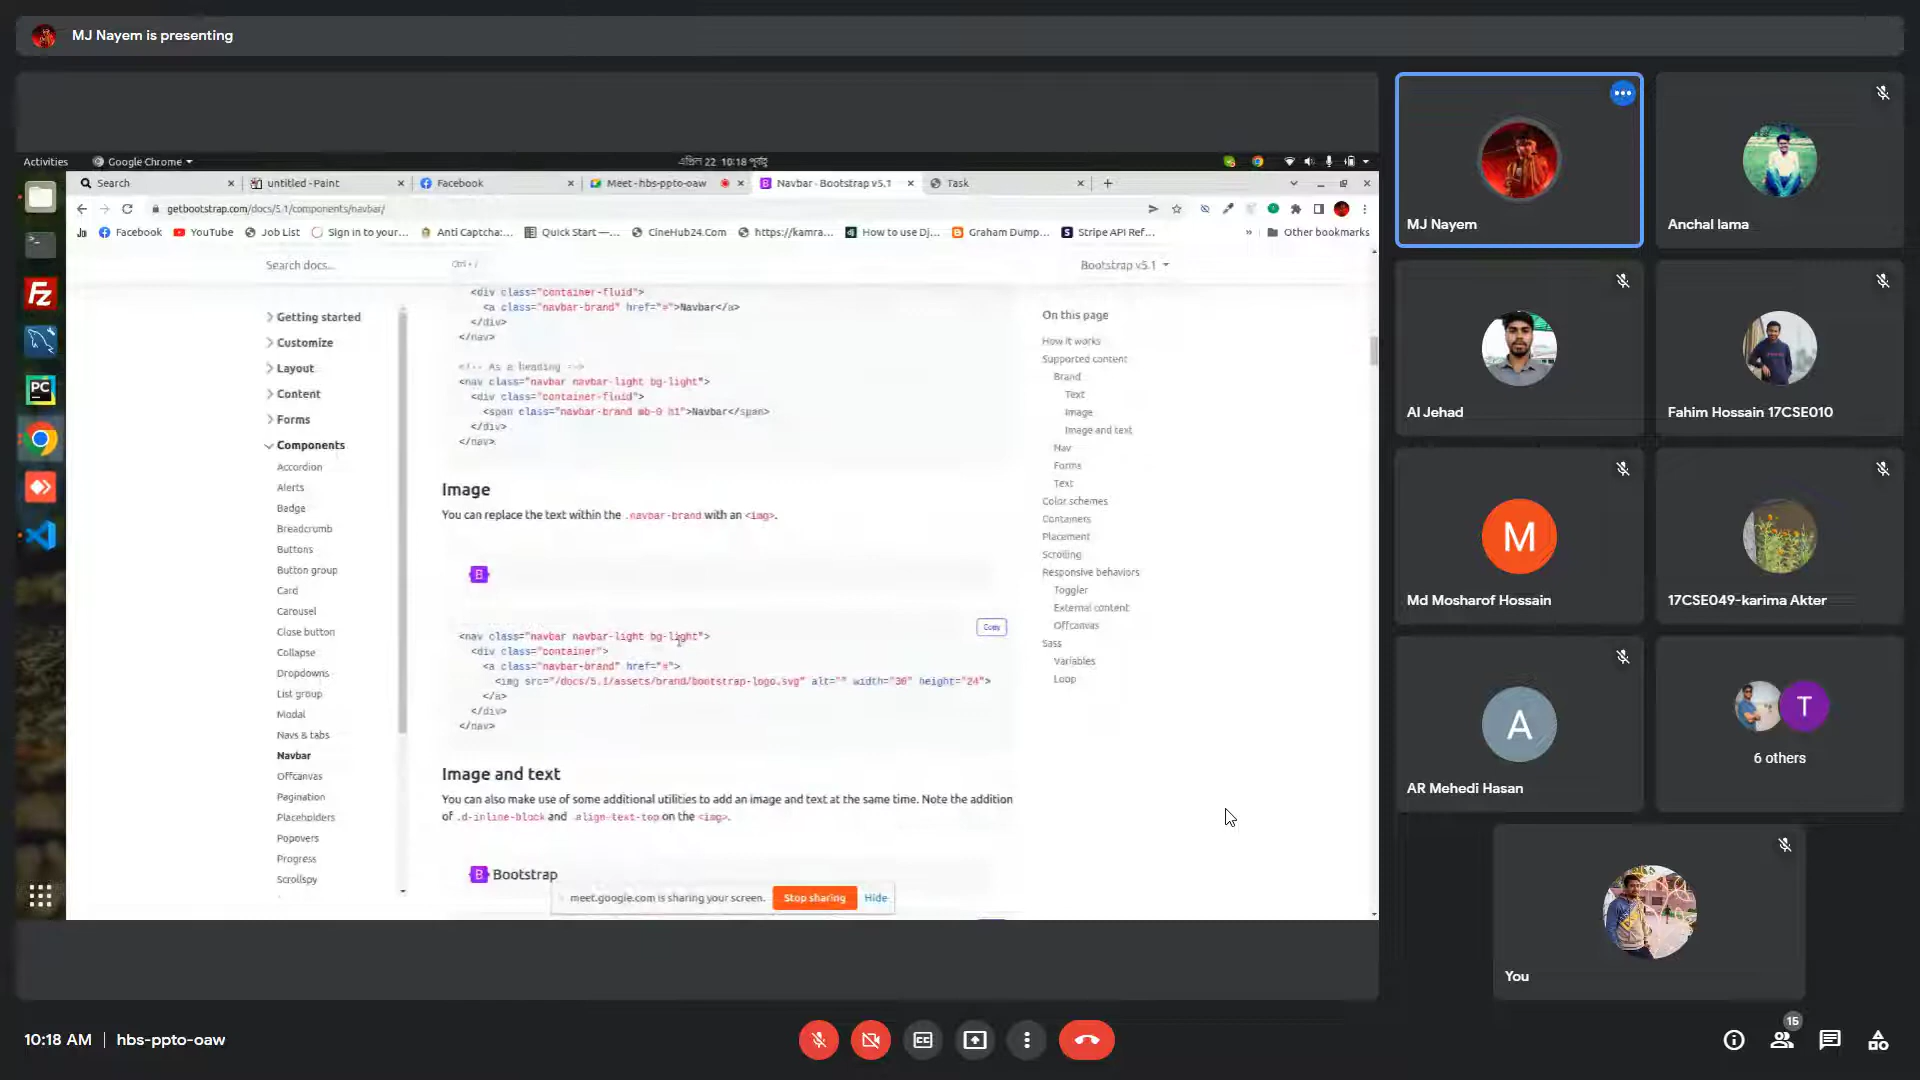 MJ Nayem is presenting
Activities
Google Chrome
এপ্রিল 22 10:18 পূর্বাহ্ণ
Search
untitled - Paint
Facebook
Meet - hbs-ppto-oaw
Navbar - Bootstrap v5.1
Task
getbootstrap.com/docs/5.1/components/navbar/
Facebook
YouTube
Job List
Sign in to your...
Anti Captcha:...
Quick Start —...
CineHub24.Com
https://kamra...
How to use Dj...
Graham Dump...
Stripe API Ref...
»
Other bookmarks
Search docs...
Ctrl + /
Bootstrap v5.1
Getting started
Customize
Layout
Content
Forms
Components
Accordion
Alerts
Badge
Breadcrumb
Buttons
Button group
Card
Carousel
Close button
Collapse
Dropdowns
List group
Modal
Navs & tabs
Navbar
Offcanvas
Pagination
Placeholders
Popovers
Progress
Scrollspy
<div class="container-fluid">
<a class="navbar-brand" href="#">Navbar</a>
</div>
</nav>
<!-- As a heading -->
<nav class="navbar navbar-light bg-light">
<div class="container-fluid">
<span class="navbar-brand mb-0 h1">Navbar</span>
</div>
</nav>
Image
You can replace the text within the .navbar-brand with an <img>.
B
Copy
<nav class="navbar navbar-light bg-light">
<div class="container">
<a class="navbar-brand" href="#">
<img src="/docs/5.1/assets/brand/bootstrap-logo.svg" alt="" width="30" height="24">
</a>
</div>
</nav>
Image and text
You can also make use of some additional utilities to add an image and text at the same time. Note the addition
of .d-inline-block and .align-text-top on the <img>.
B Bootstrap
meet.google.com is sharing your screen.
Stop sharing
Hide
On this page
How it works
Supported content
Brand
Text
Image
Image and text
Nav
Forms
Text
Color schemes
Containers
Placement
Scrolling
Responsive behaviors
Toggler
External content
Offcanvas
Sass
Variables
Loop
Fz
PC
MJ Nayem
Anchal lama
Al Jehad
Fahim Hossain 17CSE010
M
Md Mosharof Hossain
17CSE049-karima Akter
A
AR Mehedi Hasan
T
6 others
You
10:18 AM | hbs-ppto-oaw
CC
15